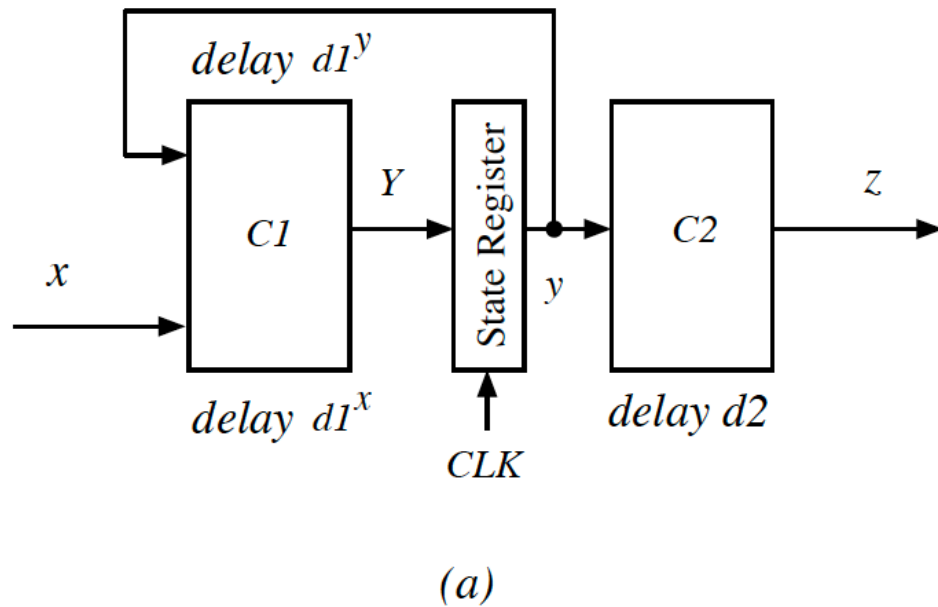 delay d1^y
C1
Y
State Register
y
C2
z
x
delay d1^x
CLK
delay d2
(a)